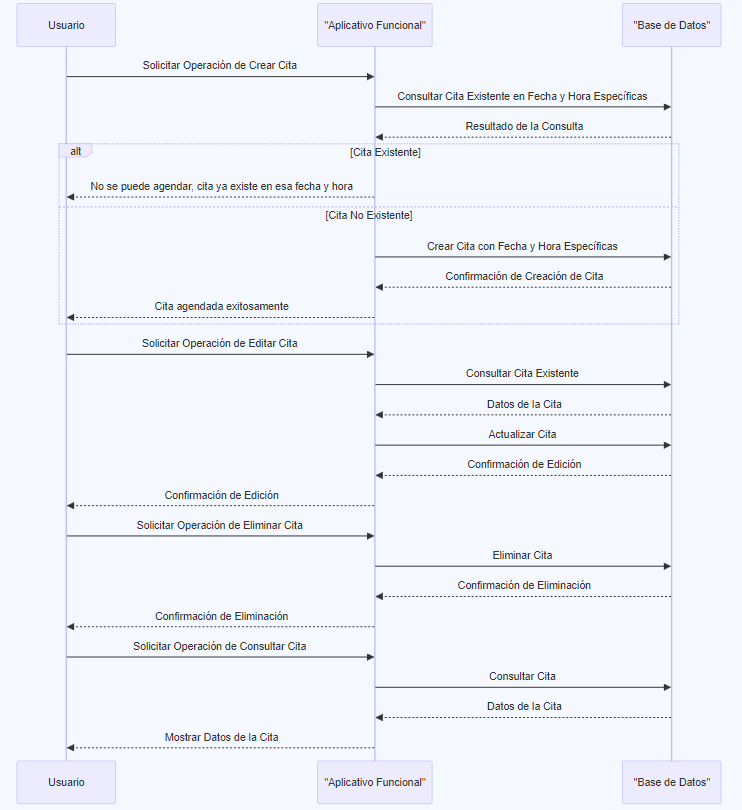 Usuario
"Aplicativo Funcional"
"Base de Datos"
Solicitar Operación de Crear Cita
Consultar Cita Existente en Fecha y Hora Específicas
Resultado de la Consulta
alt
[Cita Existente]
No se puede agendar, cita ya existe en esa fecha y hora
[Cita No Existente]
Crear Cita con Fecha y Hora Específicas
Confirmación de Creación de Cita
Cita agendada exitosamente
Solicitar Operación de Editar Cita
Consultar Cita Existente
Datos de la Cita
Actualizar Cita
Confirmación de Edición
Confirmación de Edición
Solicitar Operación de Eliminar Cita
Eliminar Cita
Confirmación de Eliminación
Confirmación de Eliminación
Solicitar Operación de Consultar Cita
Consultar Cita
Datos de la Cita
Mostrar Datos de la Cita
Usuario
"Aplicativo Funcional"
"Base de Datos"